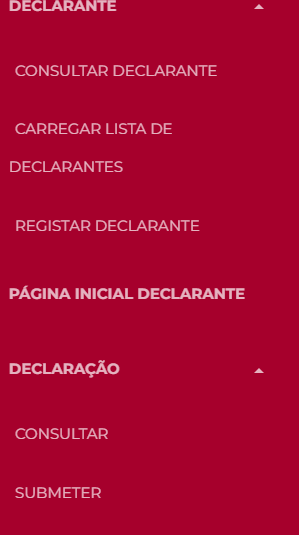 DECLARANTE
CONSULTAR DECLARANTE
CARREGAR LISTA DE
DECLARANTES
REGISTAR DECLARANTE
PÁGINA INICIAL DECLARANTE
DECLARAÇÃO
CONSULTAR
SUBMETER